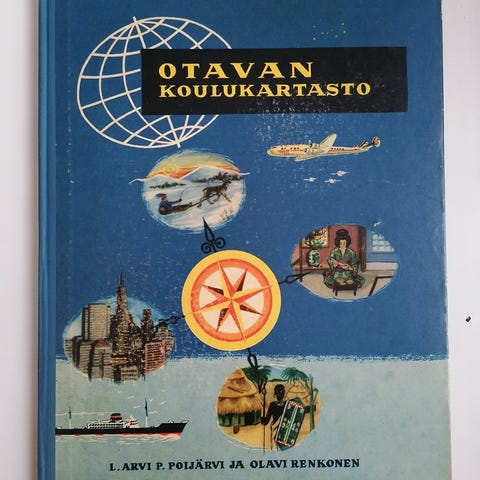 OTAVAN
KOULUKARTASTO
L. ARVI P. POIJÄRVI JA OLAVI RENKONEN